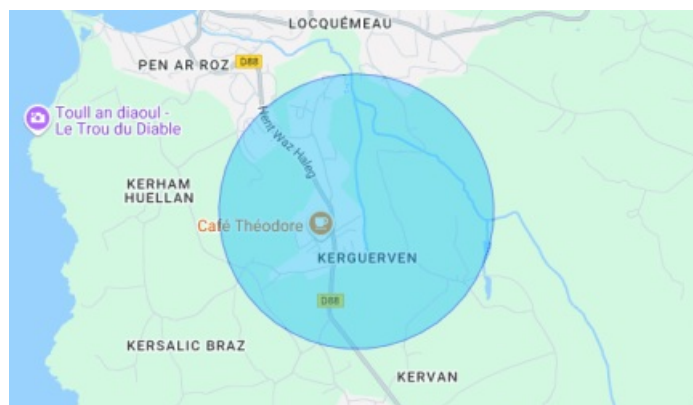 LOCQUÉMEAU
PEN AR ROZ
D88
Hent Waz Haleg
Toull an diaoul -
Le Trou du Diable
KERHAM
HUELLAN
Café Théodore
KERGUERVEN
D88
KERSALIC BRAZ
KERVAN